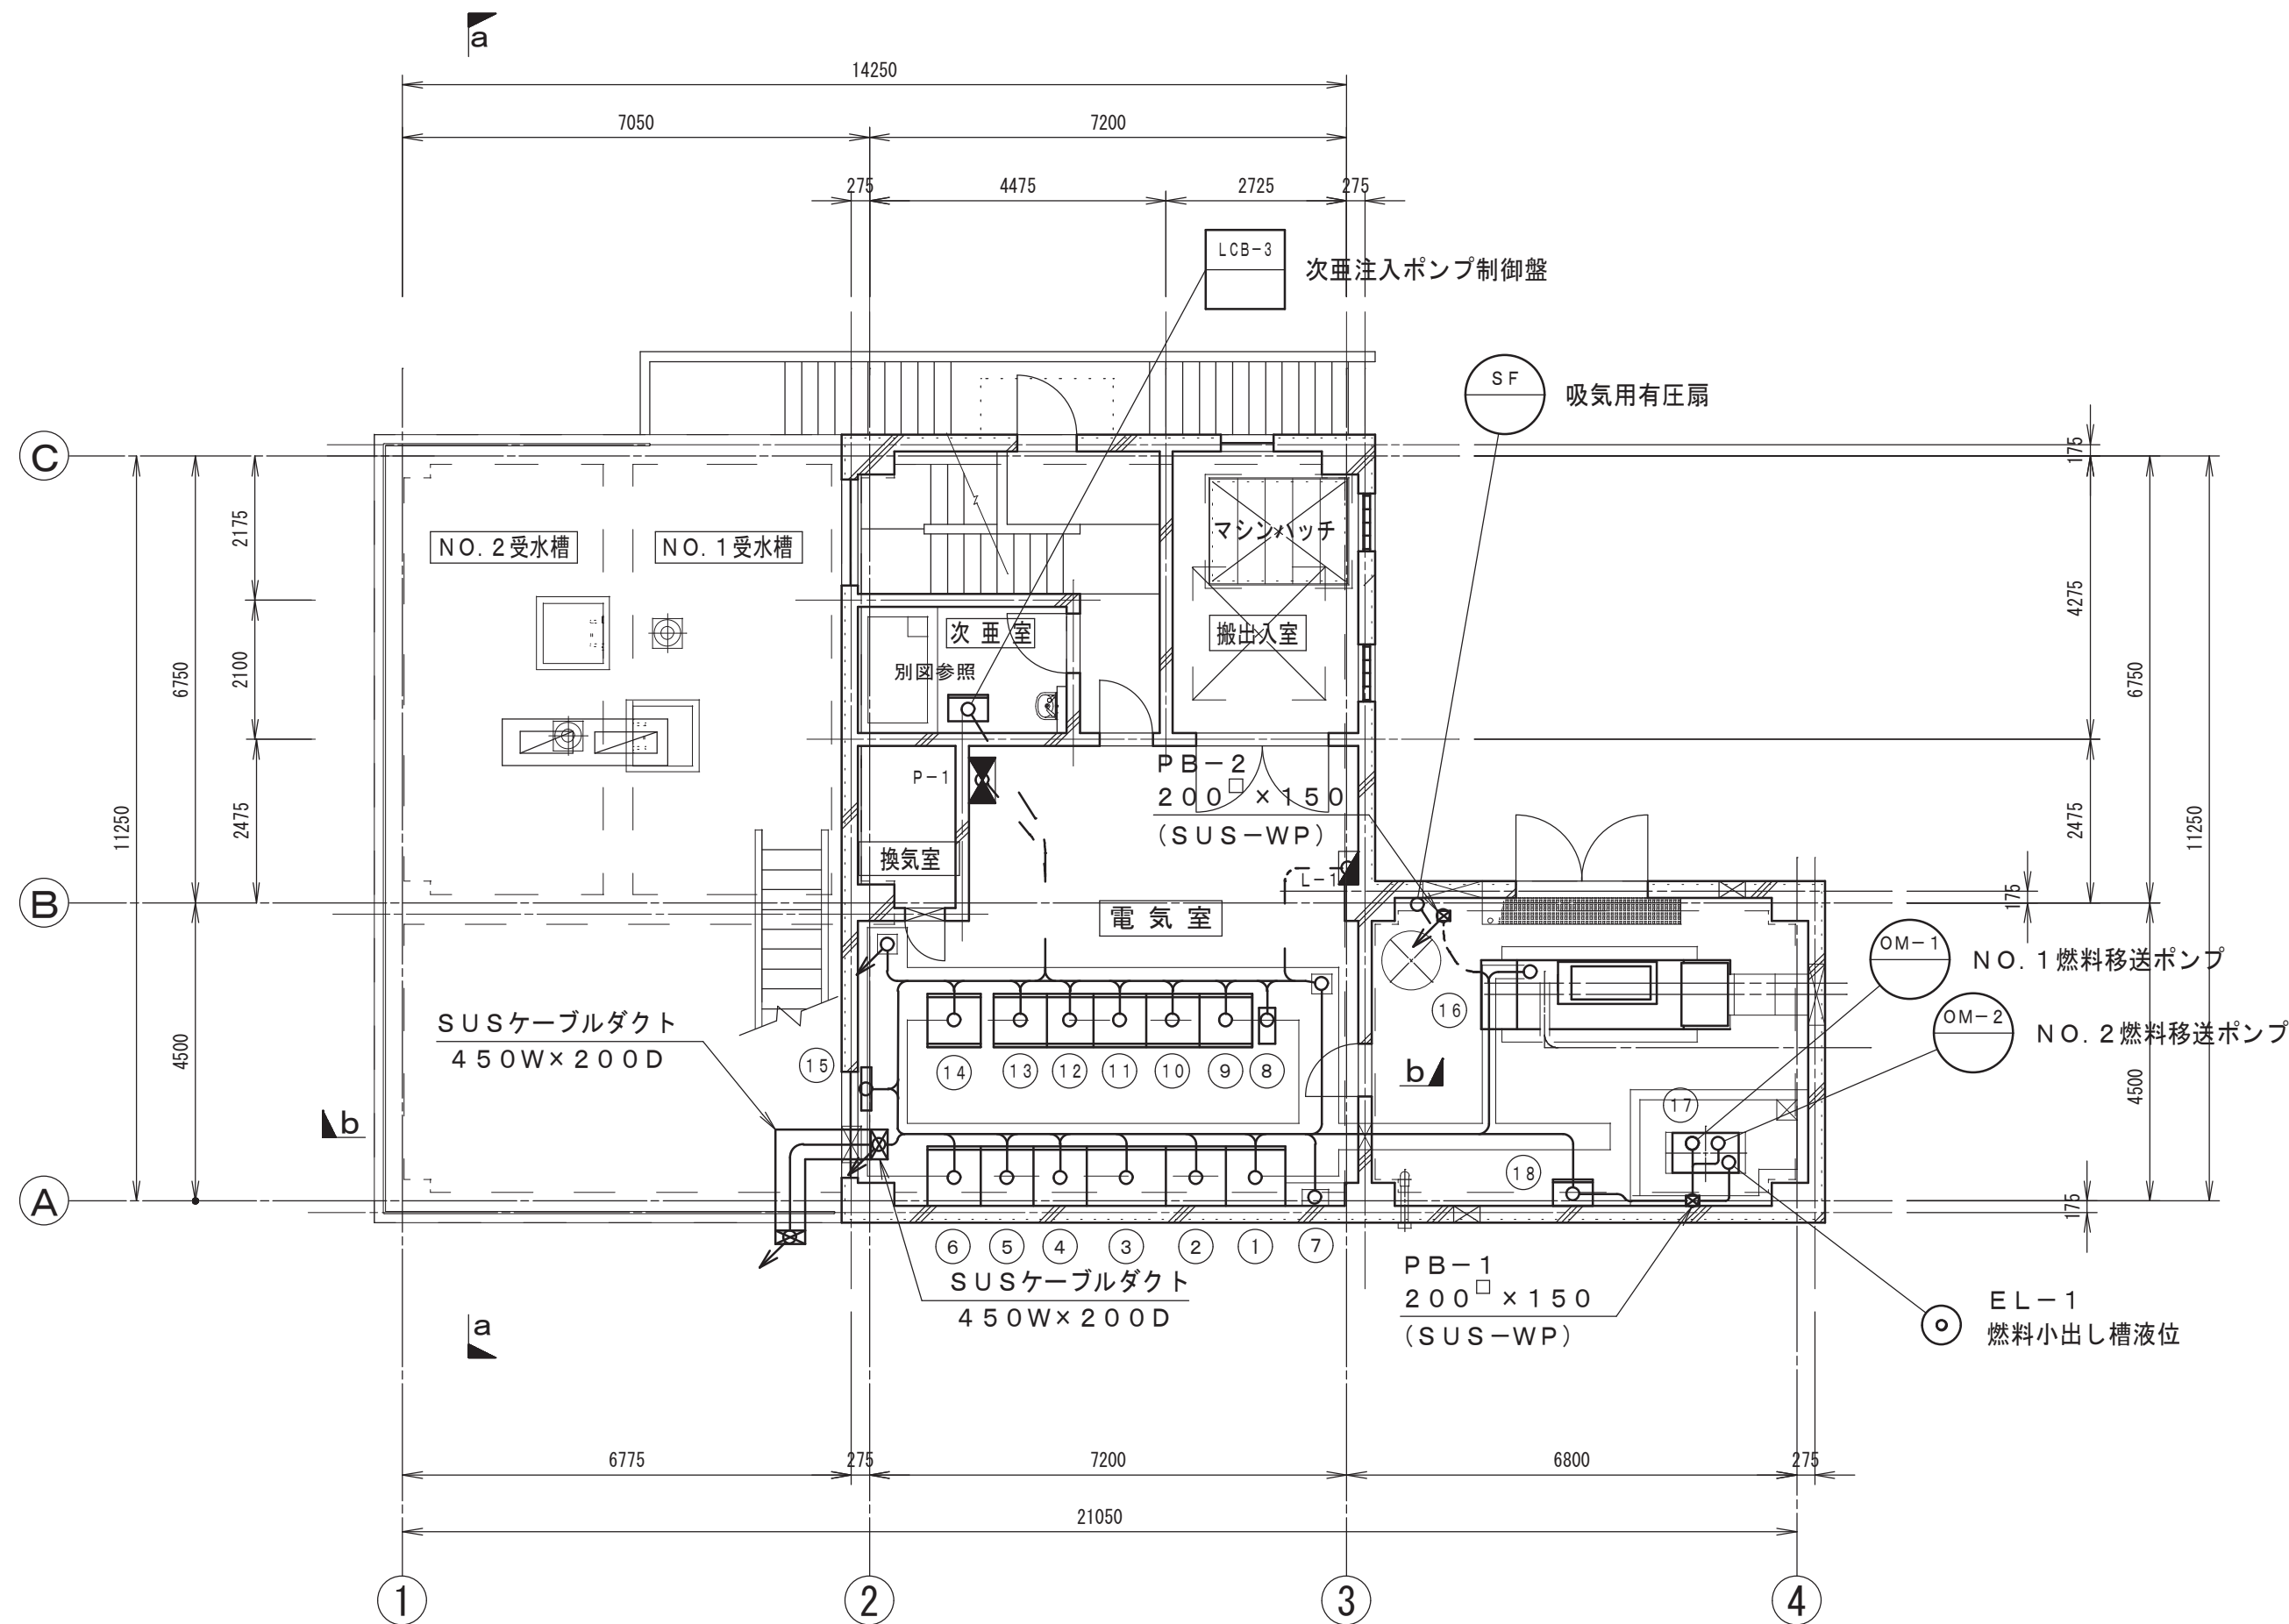 a
14250
7050
7200
275
4475
2725
275
LCB-3
次亜注入ポンプ制御盤
SF
吸気用有圧扇
C
175
2175
NO.2受水槽
NO.1受水槽
マシンハッチ
4275
次亜室
搬出入室
別図参照
2100
6750
6750
P-1
PB-2
200□×150
(SUS-WP)
11250
2475
2475
11250
換気室
L-1
B
175
電気室
OM-1
NO.1燃料移送ポンプ
16
OM-2
NO.2燃料移送ポンプ
SUSケーブルダクト
450W×200D
15
14
13
12
11
10
9
8
b
4500
4500
17
b
18
A
175
6
5
4
3
2
1
7
SUSケーブルダクト
450W×200D
PB-1
200□×150
(SUS-WP)
EL-1
燃料小出し槽液位
a
6775
275
7200
6800
275
21050
1
2
3
4